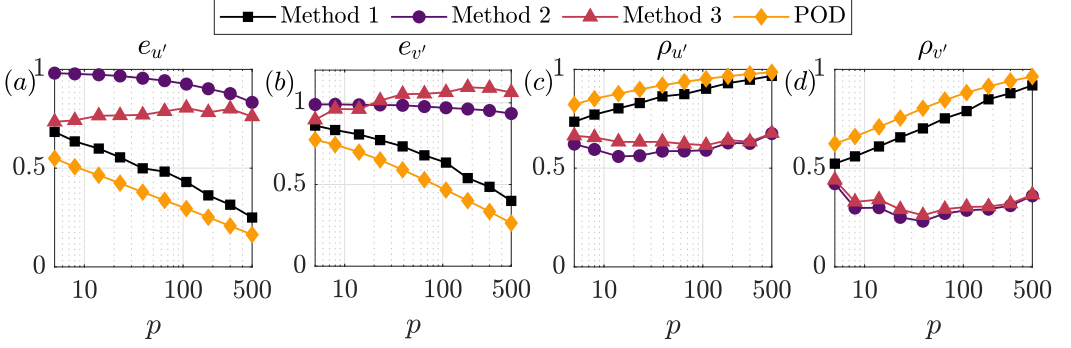 Method 1 Method 2 Method 3 POD
e_{u′} e_{v′} ρ_{u′} ρ_{v′}
(a) 1 0.5 0
(b) 1 0.5 0
(c) 1 0.5 0
(d) 1 0.5 0
10 100 500 10 100 500 10 100 500 10 100 500
p p p p